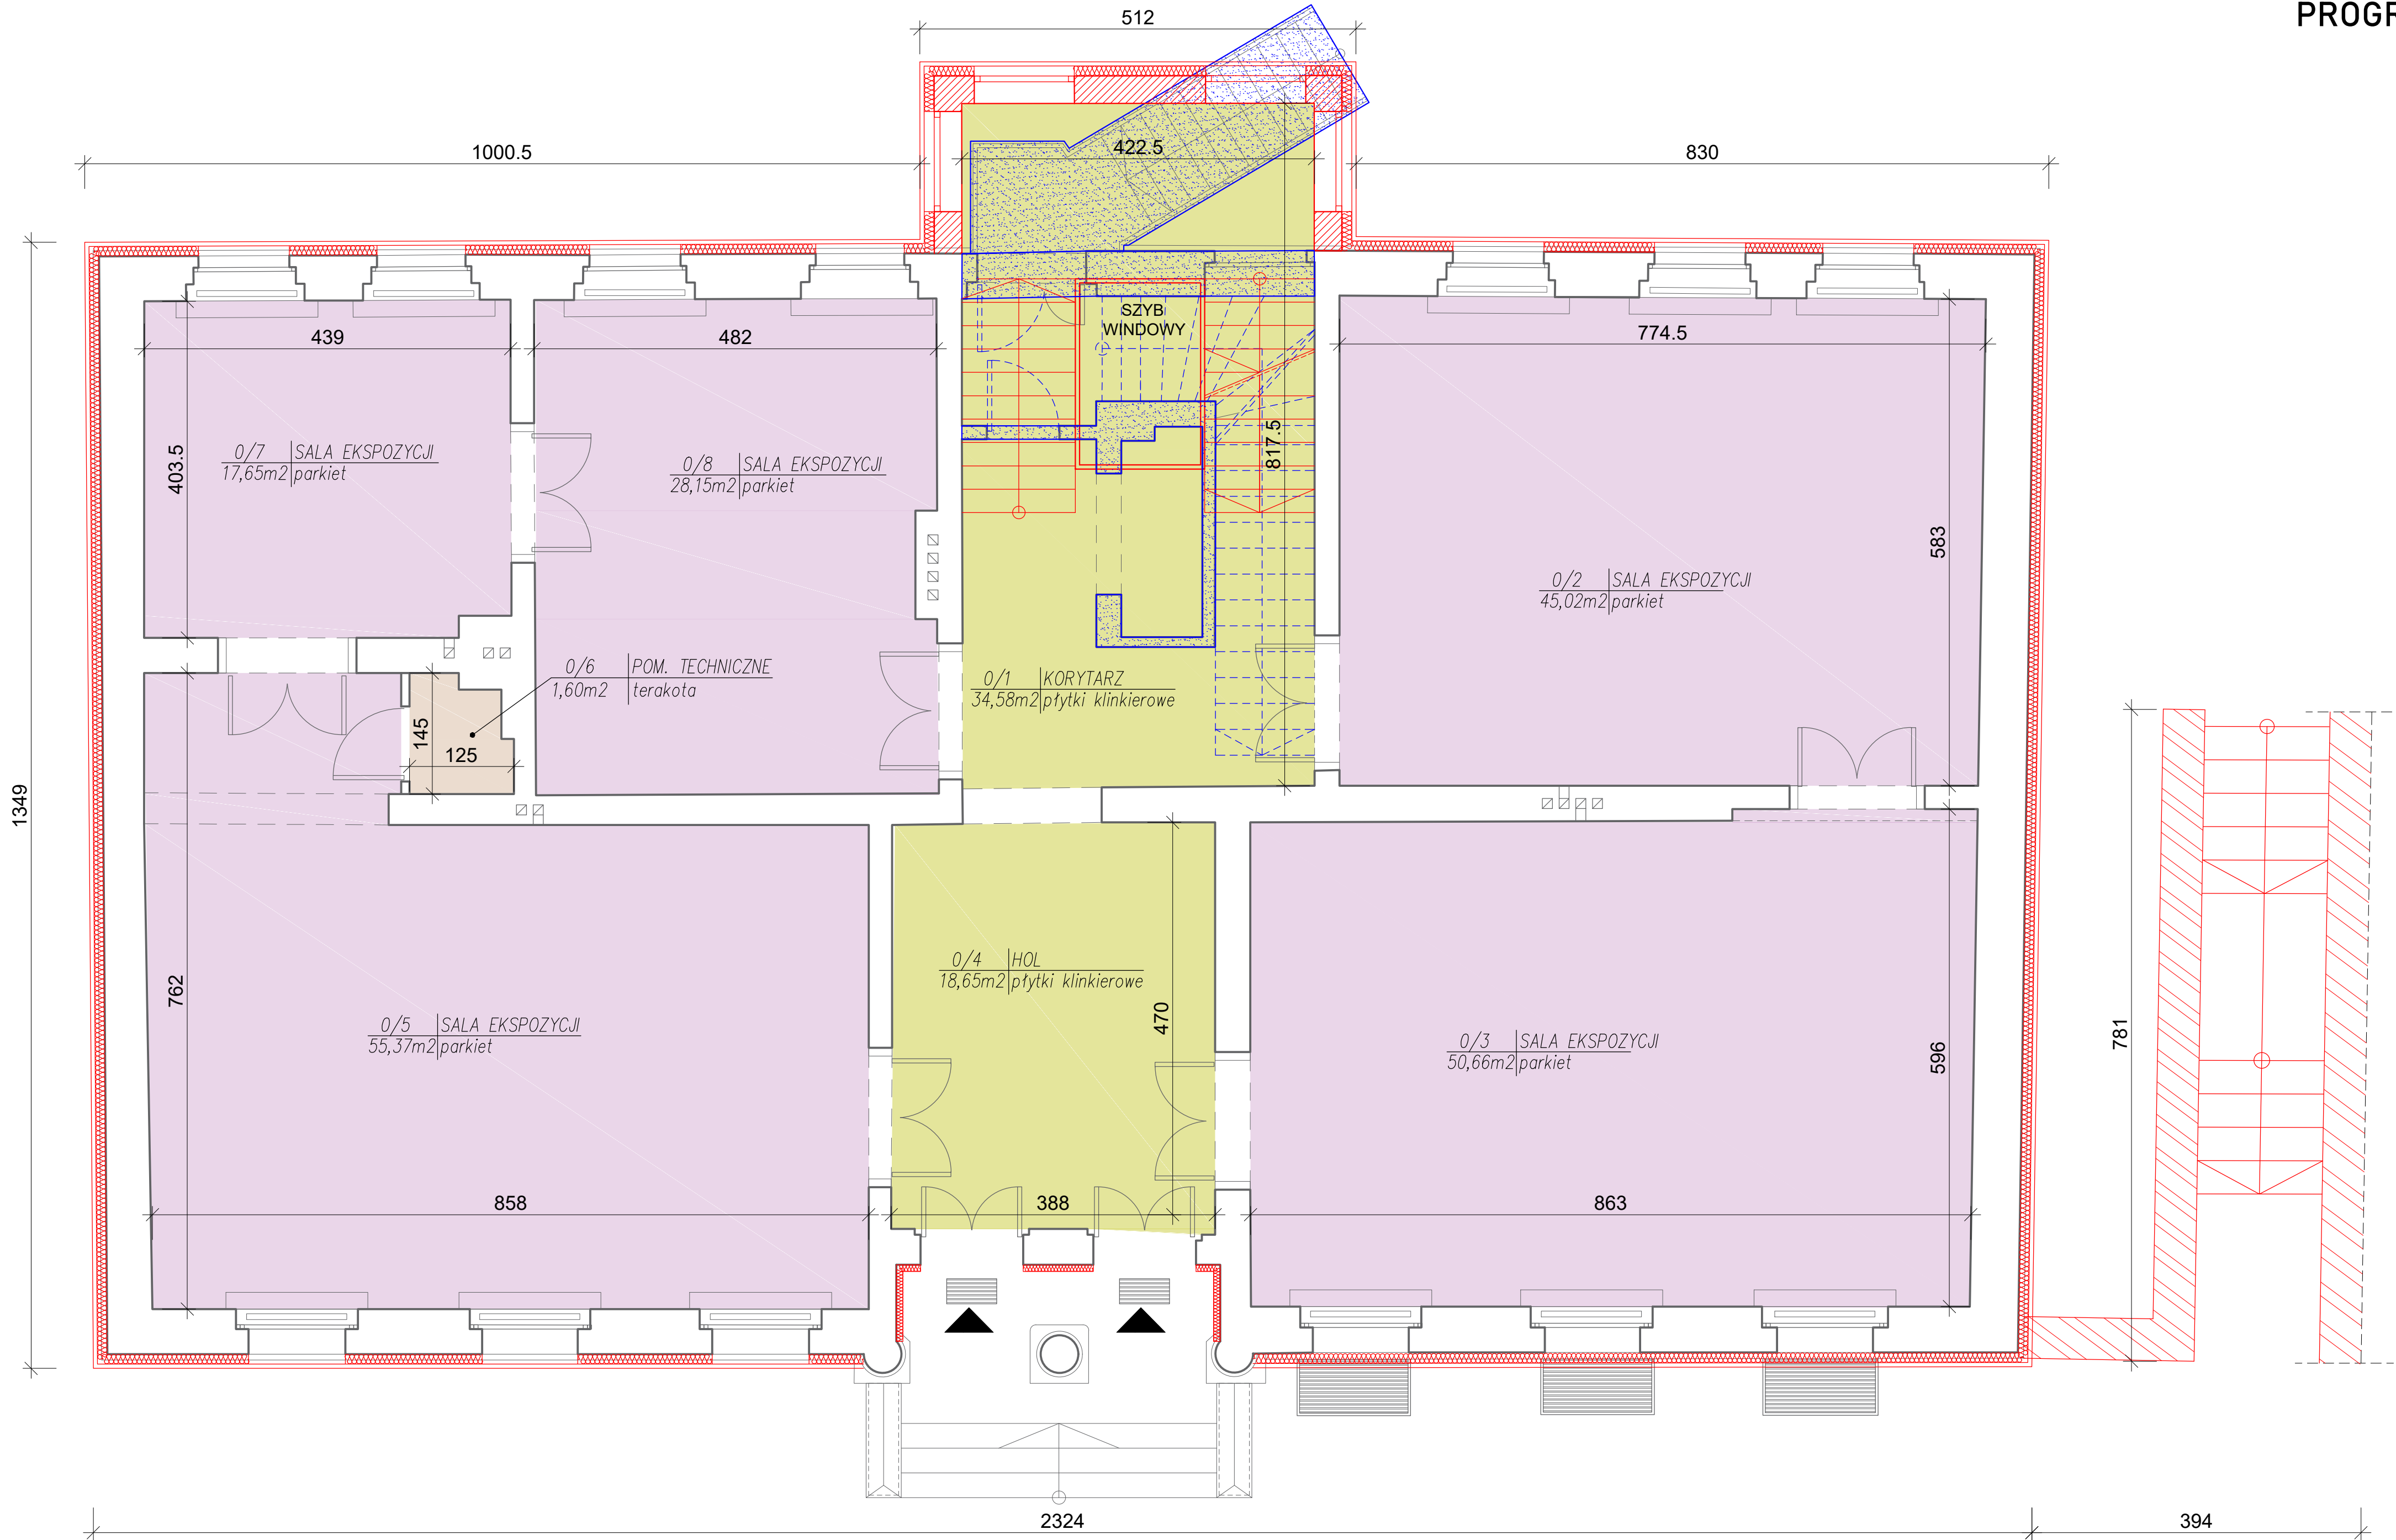 PROGR
512
1000.5
422.5
830
SZYB
WINDOWY
439
482
774.5
403.5
817.5
583
0/7 SALA EKSPOZYCJI
17,65m2 parkiet
0/8 SALA EKSPOZYCJI
28,15m2 parkiet
0/2 SALA EKSPOZYCJI
45,02m2 parkiet
0/6 POM. TECHNICZNE
1,60m2 terakota
0/1 KORYTARZ
34,58m2 płytki klinkierowe
145
125
1349
762
0/4 HOL
18,65m2 płytki klinkierowe
470
0/5 SALA EKSPOZYCJI
55,37m2 parkiet
0/3 SALA EKSPOZYCJI
50,66m2 parkiet
596
781
858
388
863
2324
394